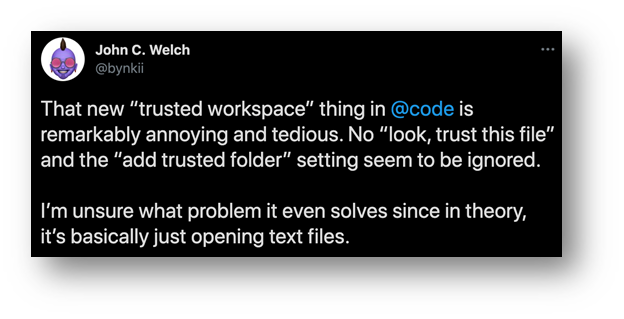 John C. Welch
@bynkii
That new “trusted workspace” thing in @code is
remarkably annoying and tedious. No “look, trust this file”
and the “add trusted folder” setting seem to be ignored.
I’m unsure what problem it even solves since in theory,
it’s basically just opening text files.